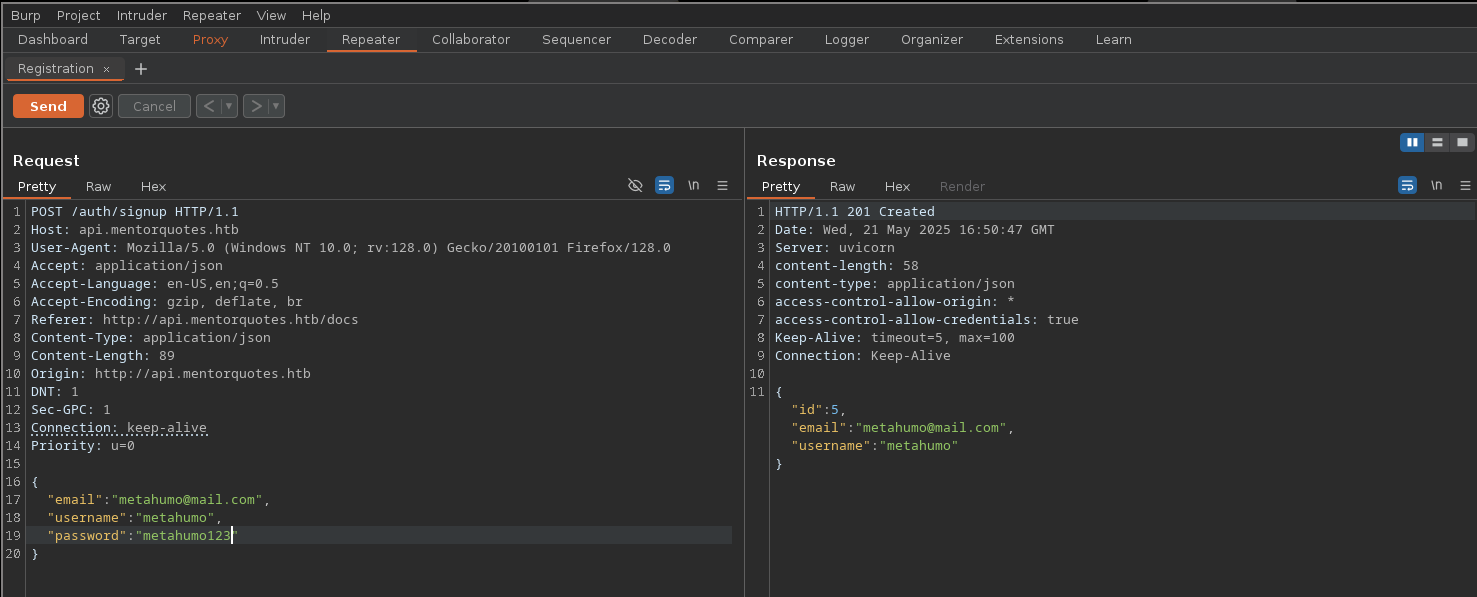 Burp Project Intruder Repeater View Help
Dashboard Target Proxy Intruder Repeater Collaborator Sequencer Decoder Comparer Logger Organizer Extensions Learn
Registration × +
Send Cancel < >
Request
Pretty Raw Hex \n
1 POST /auth/signup HTTP/1.1
2 Host: api.mentorquotes.htb
3 User-Agent: Mozilla/5.0 (Windows NT 10.0; rv:128.0) Gecko/20100101 Firefox/128.0
4 Accept: application/json
5 Accept-Language: en-US,en;q=0.5
6 Accept-Encoding: gzip, deflate, br
7 Referer: http://api.mentorquotes.htb/docs
8 Content-Type: application/json
9 Content-Length: 89
10 Origin: http://api.mentorquotes.htb
11 DNT: 1
12 Sec-GPC: 1
13 Connection: keep-alive
14 Priority: u=0
15
16 {
17 "email":"metahumo@mail.com",
18 "username":"metahumo",
19 "password":"metahumo123"
20 }
Response
Pretty Raw Hex Render \n
1 HTTP/1.1 201 Created
2 Date: Wed, 21 May 2025 16:50:47 GMT
3 Server: uvicorn
4 content-length: 58
5 content-type: application/json
6 access-control-allow-origin: *
7 access-control-allow-credentials: true
8 Keep-Alive: timeout=5, max=100
9 Connection: Keep-Alive
10
11 {
"id":5,
"email":"metahumo@mail.com",
"username":"metahumo"
}